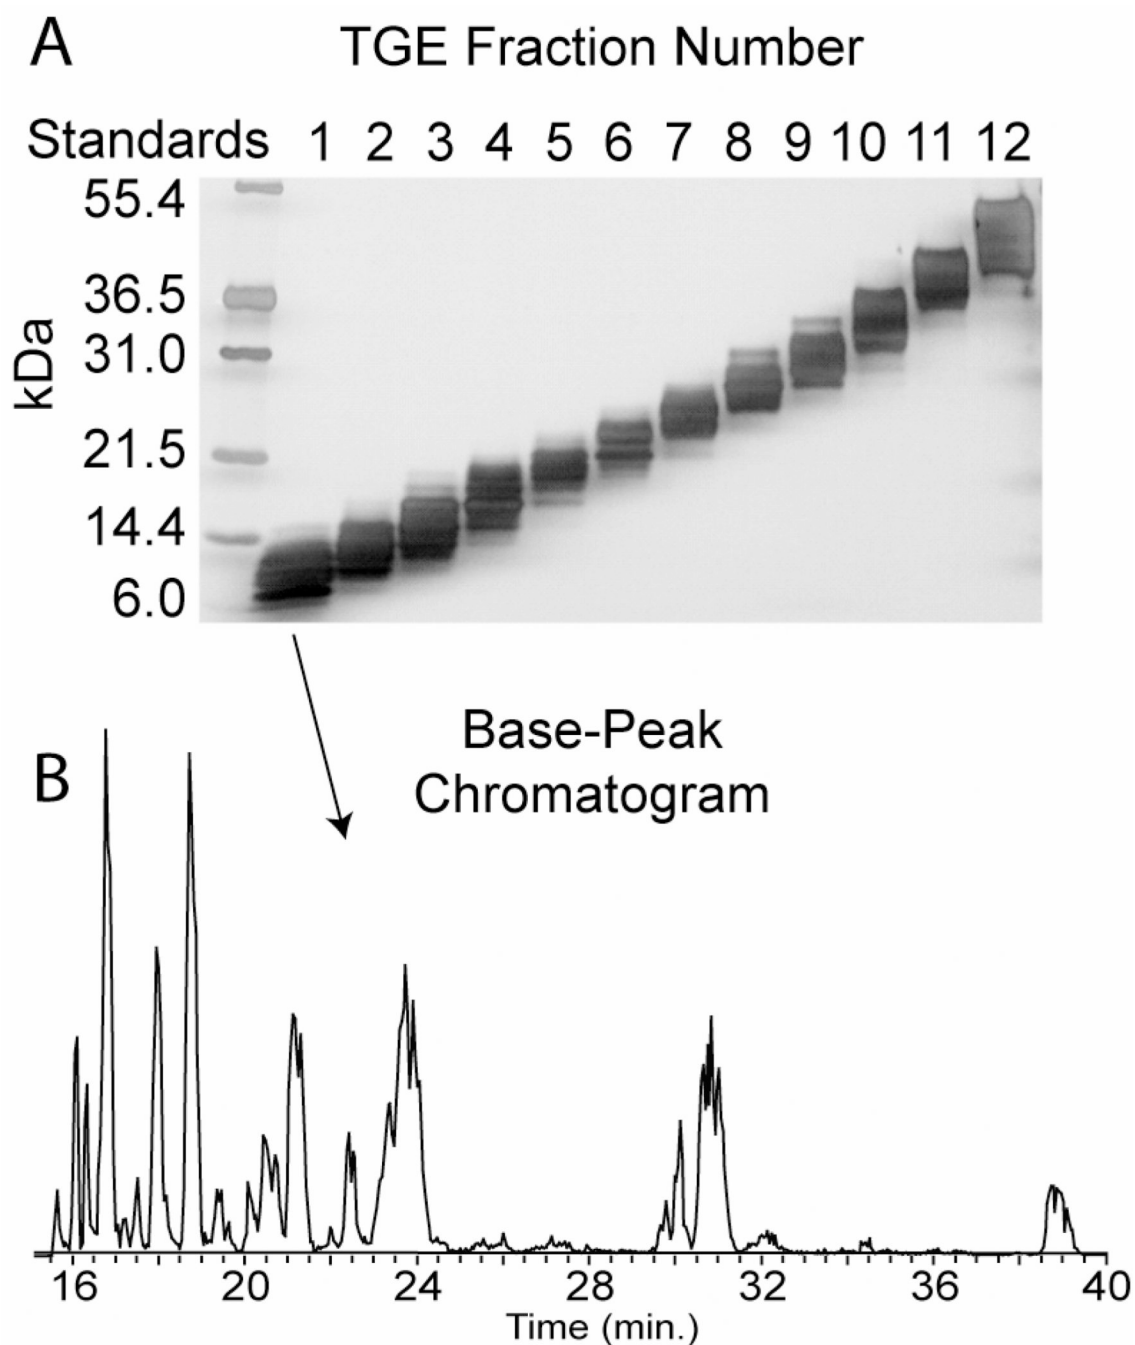 A
TGE Fraction Number
Standards 1 2 3 4 5 6 7 8 9 10 11 12
kDa
55.4
36.5
31.0
21.5
14.4
6.0
B
Base-Peak
Chromatogram
16 20 24 28 32 36 40
Time (min.)